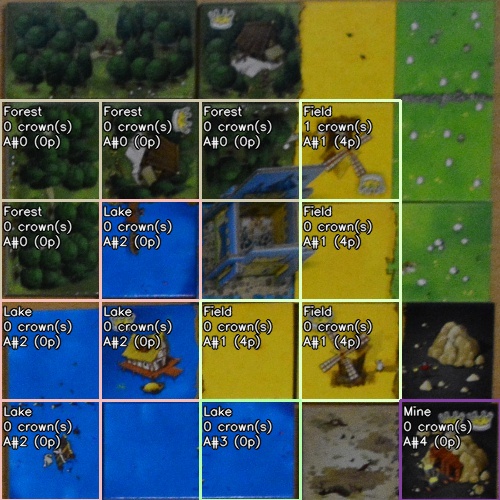 Forest
0 crown(s)
A#0 (0p)
Forest
0 crown(s)
A#0 (0p)
Forest
0 crown(s)
A#0 (0p)
Field
1 crown(s)
A#1 (4p)
Forest
0 crown(s)
A#0 (0p)
Lake
0 crown(s)
A#2 (0p)
Field
0 crown(s)
A#1 (4p)
Lake
0 crown(s)
A#2 (0p)
Lake
0 crown(s)
A#2 (0p)
Field
0 crown(s)
A#1 (4p)
Field
0 crown(s)
A#1 (4p)
Lake
0 crown(s)
A#2 (0p)
Lake
0 crown(s)
A#3 (0p)
Mine
0 crown(s)
A#4 (0p)